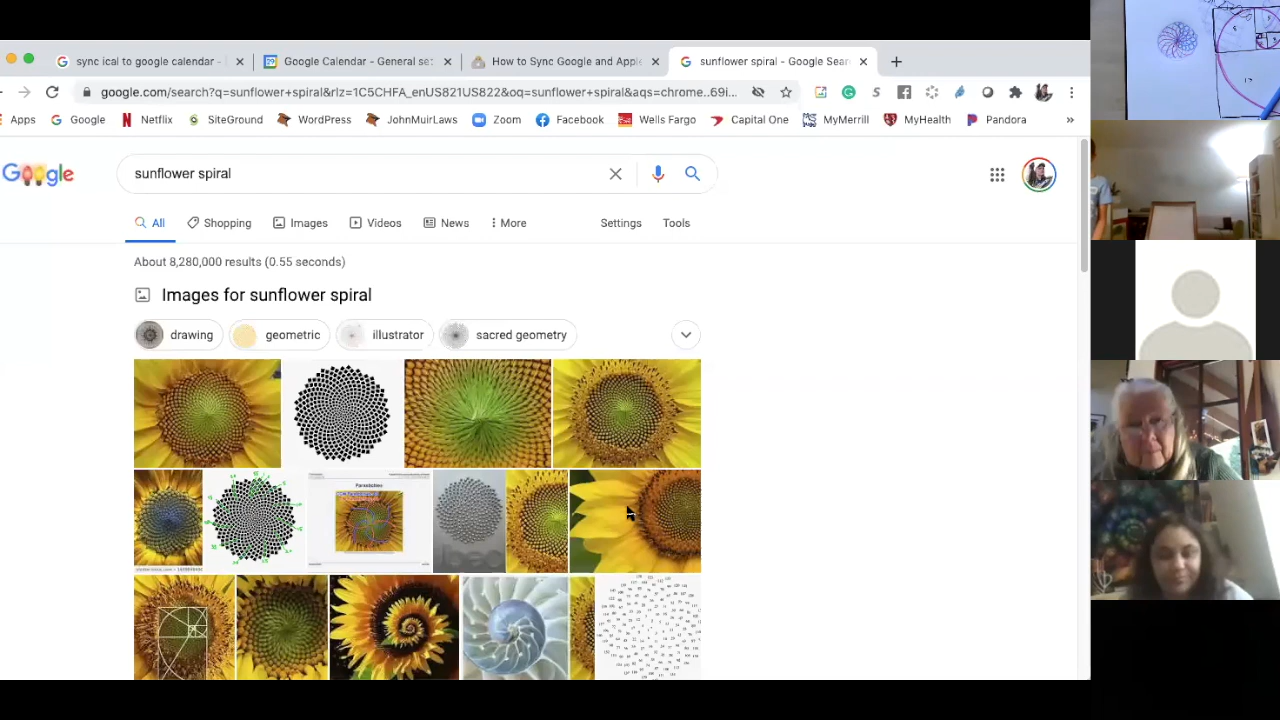 sync ical to google calendar -
Google Calendar - General set
How to Sync Google and Apple
sunflower spiral - Google Sear
google.com/search?q=sunflower+spiral&rlz=1C5CHFA_enUS821US822&oq=sunflower+spiral&aqs=chrome..69i...
Apps
Google
Netflix
SiteGround
WordPress
JohnMuirLaws
Zoom
Facebook
Wells Fargo
Capital One
MyMerrill
MyHealth
Pandora
»
Google
sunflower spiral
All
Shopping
Images
Videos
News
More
Settings
Tools
About 8,280,000 results (0.55 seconds)
Images for sunflower spiral
drawing
geometric
illustrator
sacred geometry
Parastichies